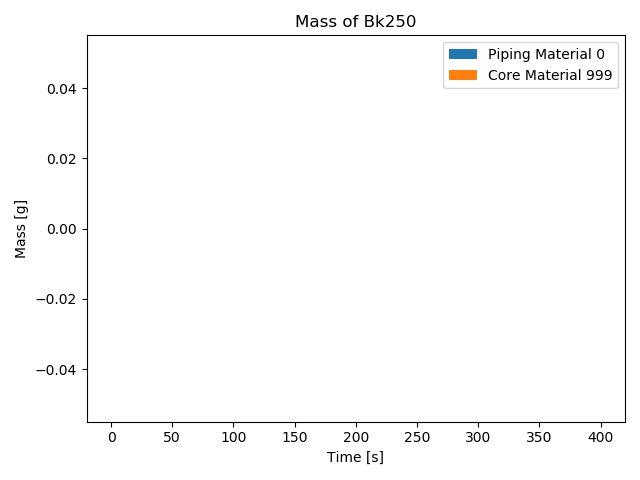 Mass of Bk250
Piping Material 0
Core Material 999
0.04
0.02
0.00
−0.02
−0.04
Mass [g]
0 50 100 150 200 250 300 350 400
Time [s]